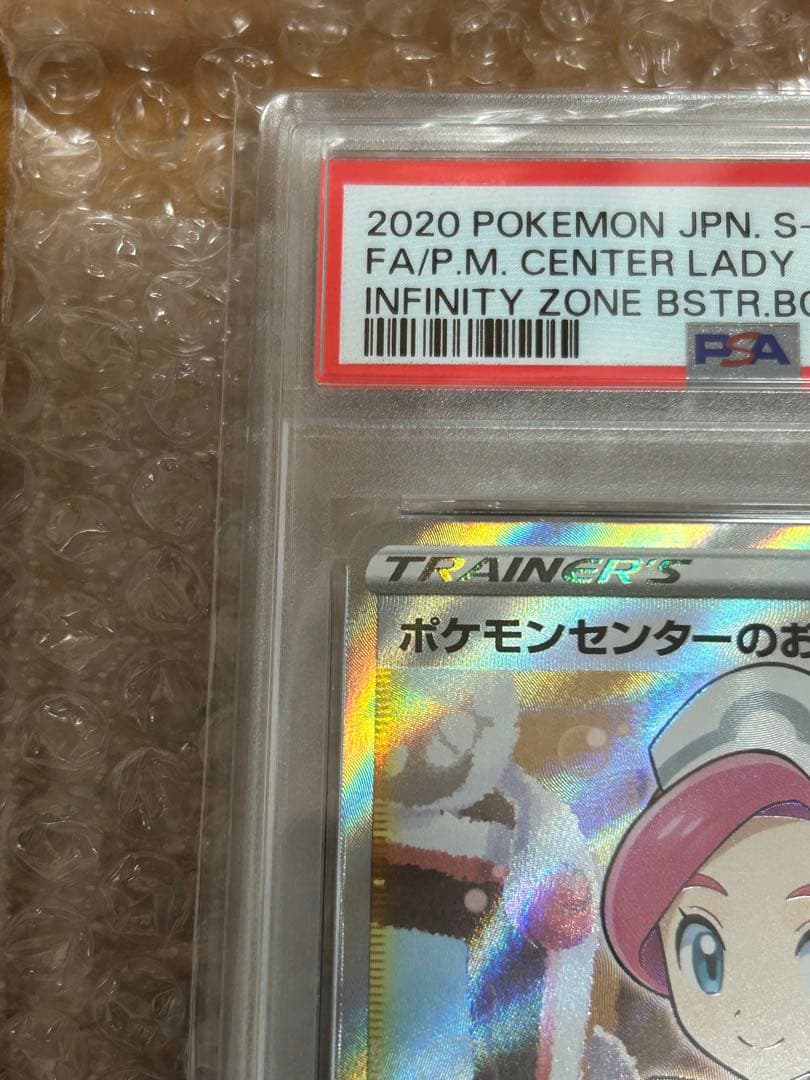 2020 POKEMON JPN. S-
FA/P.M. CENTER LADY
INFINITY ZONE BSTR.BO
PSA
TRAINER'S
ポケモンセンターのお